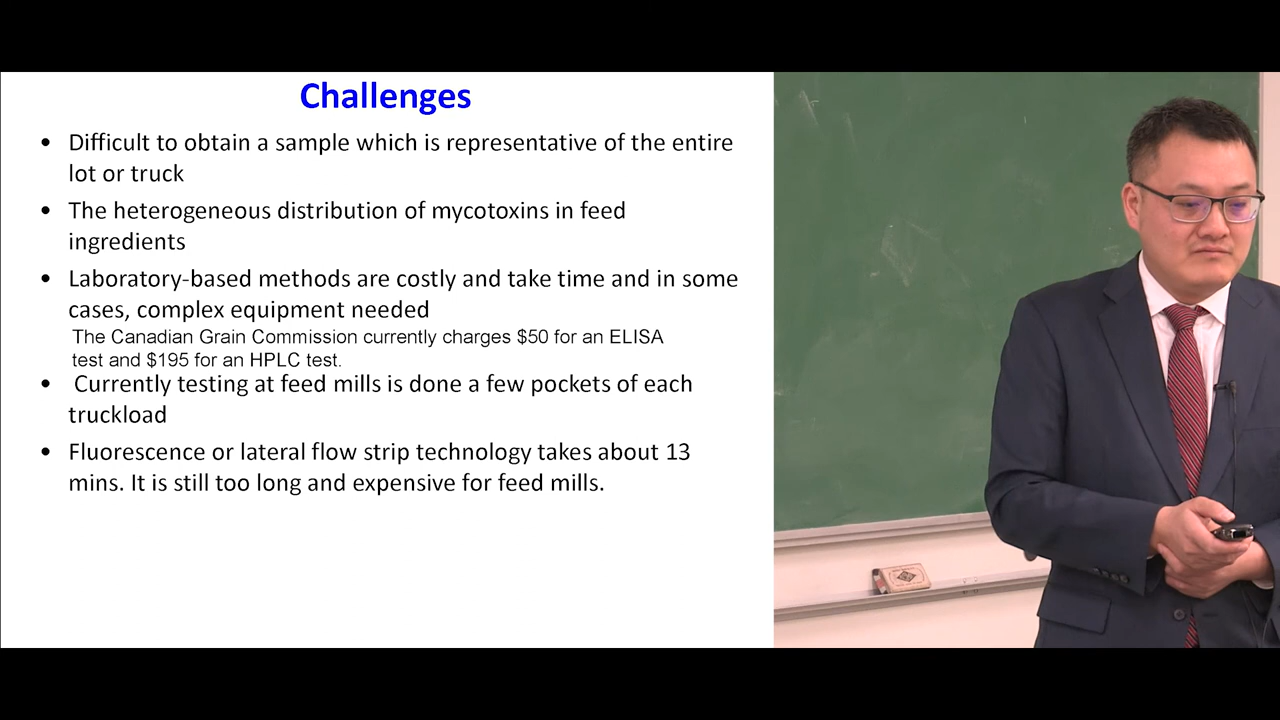 Challenges
• Difficult to obtain a sample which is representative of the entire
lot or truck
• The heterogeneous distribution of mycotoxins in feed
ingredients
• Laboratory-based methods are costly and take time and in some
cases, complex equipment needed
The Canadian Grain Commission currently charges $50 for an ELISA
test and $195 for an HPLC test.
• Currently testing at feed mills is done a few pockets of each
truckload
• Fluorescence or lateral flow strip technology takes about 13
mins. It is still too long and expensive for feed mills.